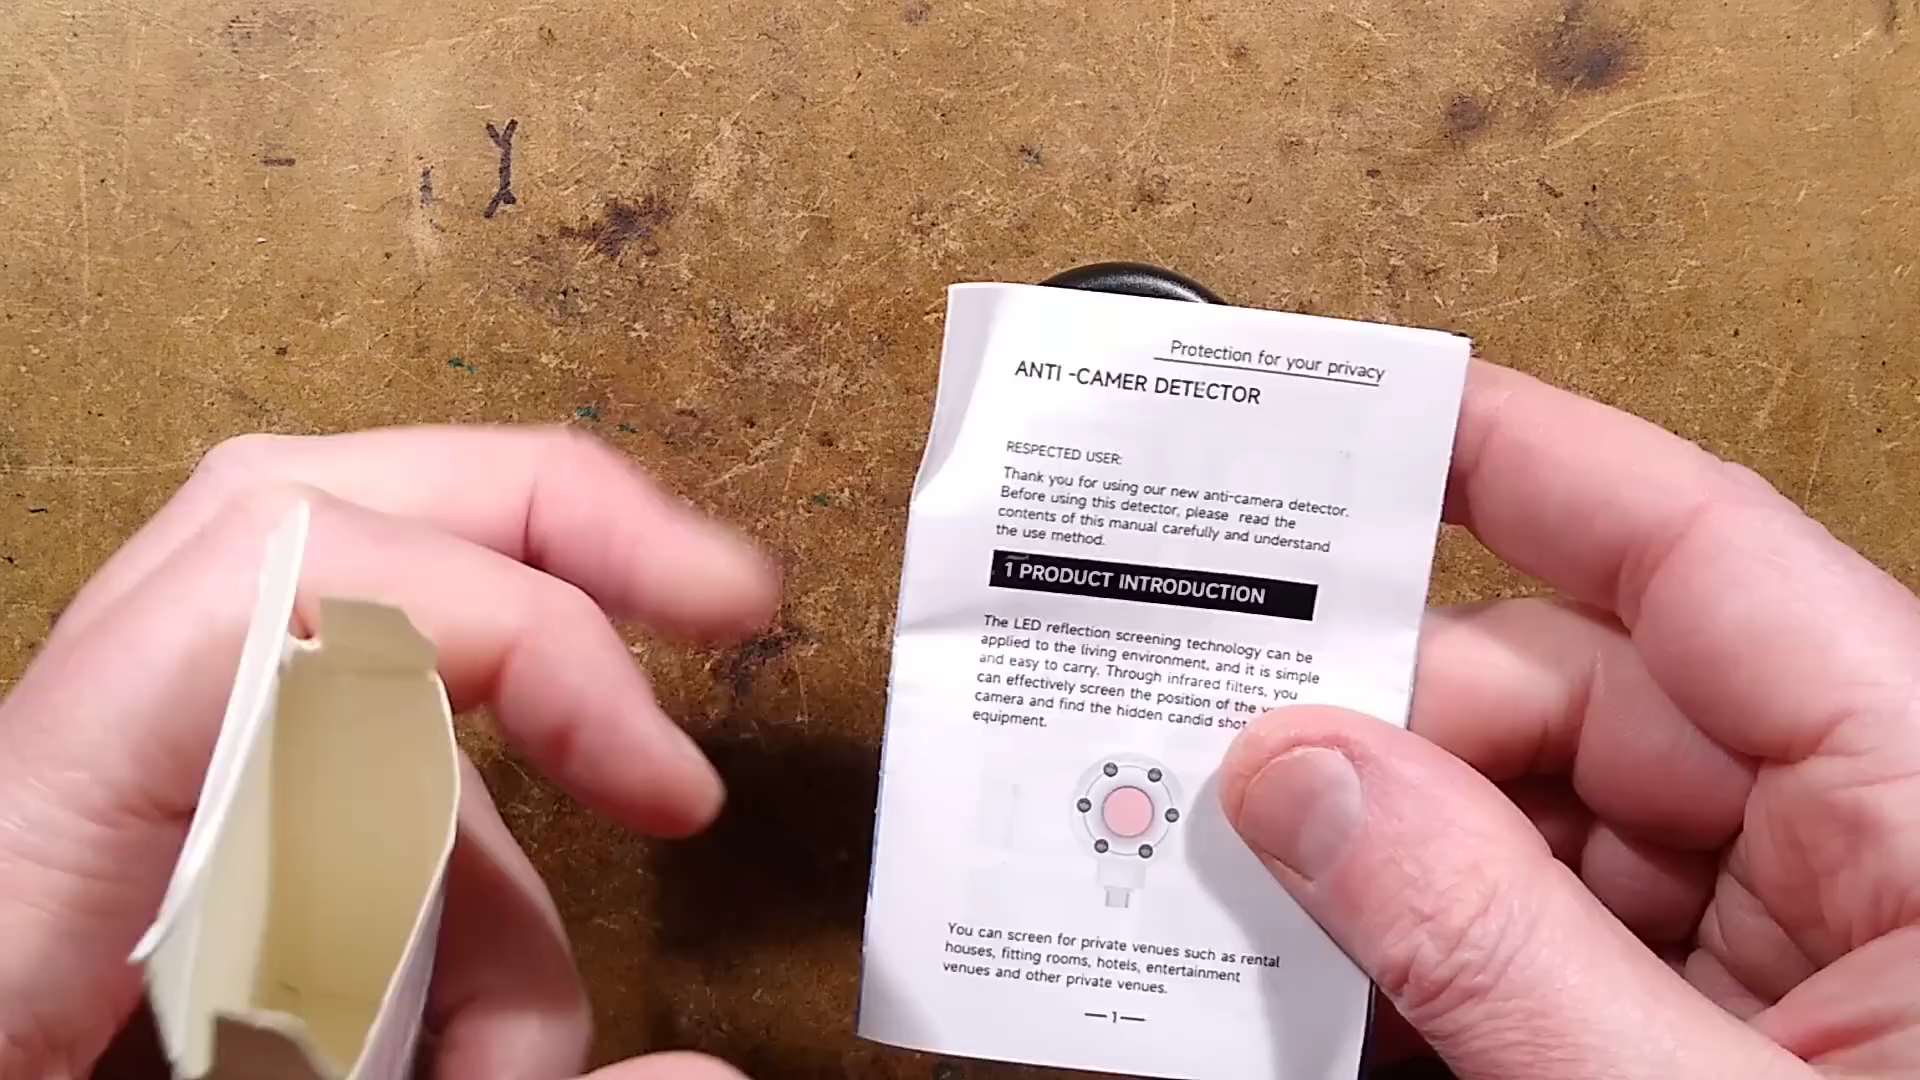 Protection for your privacy
ANTI -CAMER DETECTOR
RESPECTED USER:
Thank you for using our new anti-camera detector.
Before using this detector, please read the
contents of this manual carefully and understand
the use method.
1 PRODUCT INTRODUCTION
The LED reflection screening technology can be
applied to the living environment, and it is simple
and easy to carry. Through infrared filters, you
can effectively screen the position of the
camera and find the hidden candid shot
equipment.
You can screen for private venues such as rental
houses, fitting rooms, hotels, entertainment
venues and other private venues.
—1—